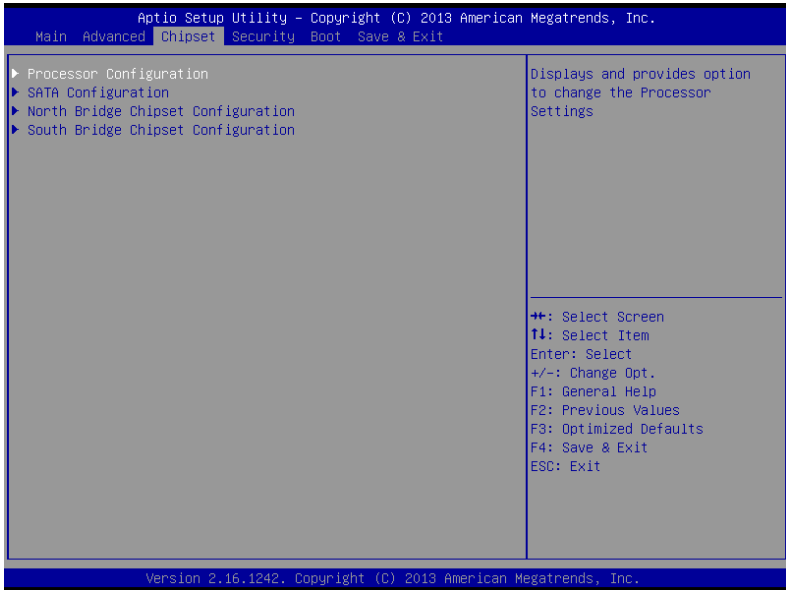 Aptio Setup Utility – Copyright (C) 2013 American Megatrends, Inc.
Main Advanced Chipset Security Boot Save & Exit
Processor Configuration
SATA Configuration
North Bridge Chipset Configuration
South Bridge Chipset Configuration
Displays and provides option
to change the Processor
Settings
→←: Select Screen
↑↓: Select Item
Enter: Select
+/-: Change Opt.
F1: General Help
F2: Previous Values
F3: Optimized Defaults
F4: Save & Exit
ESC: Exit
Version 2.16.1242. Copyright (C) 2013 American Megatrends, Inc.